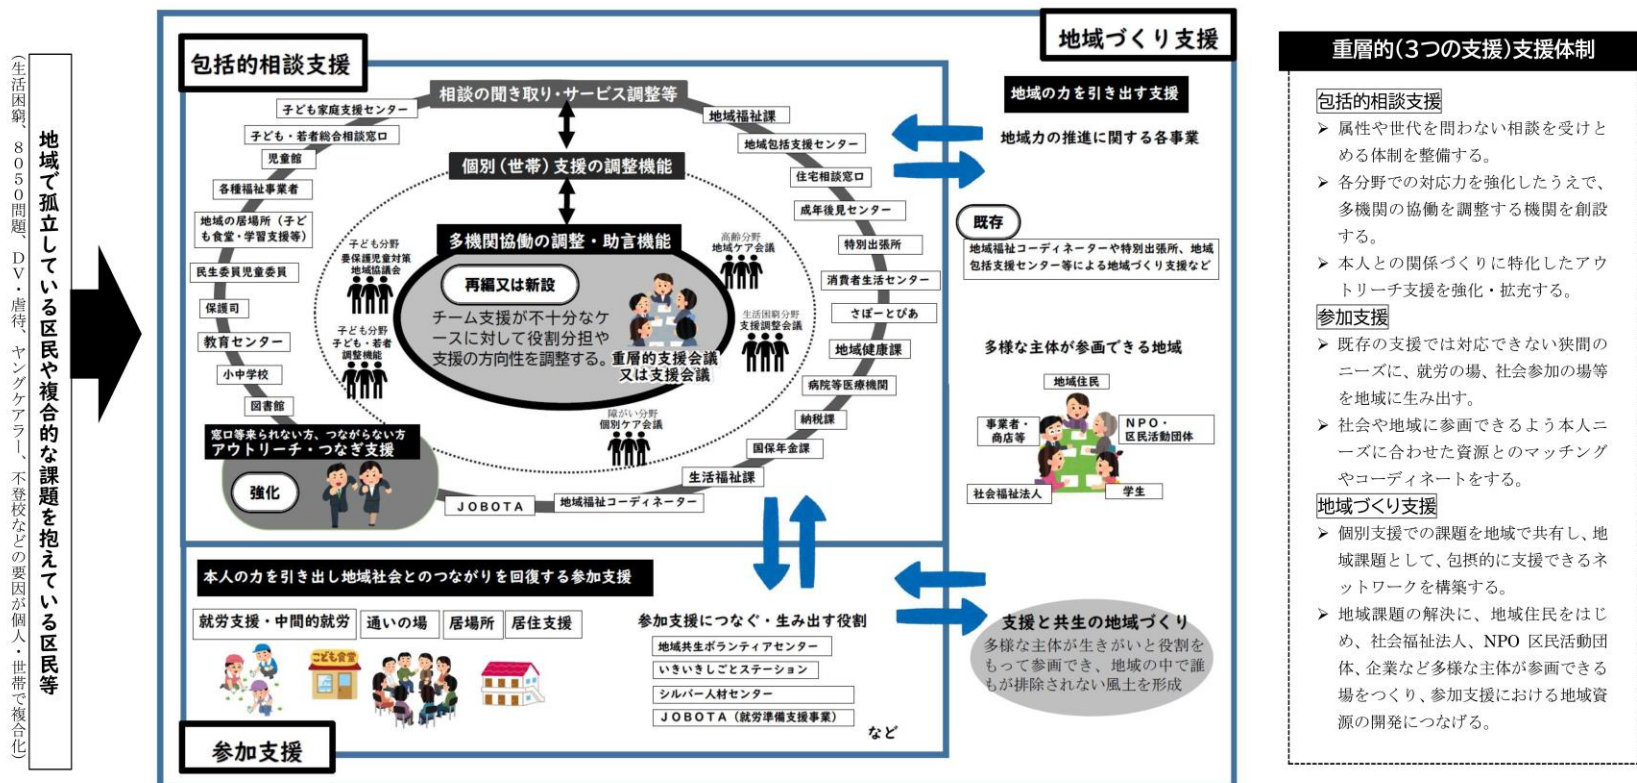 地域で孤立している区民や複合的な課題を抱えている区民等
(生活困窮、8050問題、DV・虐待、ヤングケアラー、不登校などの要因が個人・世帯で複合化)
包括的相談支援
相談の聞き取り・サービス調整等
個別(世帯)支援の調整機能
多機関協働の調整・助言機能
再編又は新設
チーム支援が不十分なケ
ースに対して役割分担や
支援の方向性を調整する。
重層的支援会議
又は支援会議
子ども家庭支援センター
子ども・若者総合相談窓口
児童館
各種福祉事業者
地域の居場所(子ど
も食堂・学習支援等)
民生委員児童委員
保護司
教育センター
小中学校
図書館
子ども分野
要保護児童対策
地域協議会
子ども分野
子ども・若者
調整機能
高齢分野
地域ケア会議
生活困窮分野
支援調整会議
障がい分野
個別ケア会議
地域福祉課
地域包括支援センター
住宅相談窓口
成年後見センター
特別出張所
消費者生活センター
さぽーとぴあ
地域健康課
病院等医療機関
納税課
国保年金課
生活福祉課
地域福祉コーディネーター
JOBOTA
窓口等来られない方、つながらない方
アウトリーチ・つなぎ支援
強化
地域づくり支援
地域の力を引き出す支援
地域力の推進に関する各事業
既存
地域福祉コーディネーターや特別出張所、地域
包括支援センター等による地域づくり支援など
多様な主体が参画できる地域
地域住民
事業者・
商店等
NPO・
区民活動団体
社会福祉法人
学生
支援と共生の地域づくり
多様な主体が生きがいと役割を
もって参画でき、地域の中で誰
もが排除されない風土を形成
本人の力を引き出し地域社会とのつながりを回復する参加支援
就労支援・中間的就労
通いの場
居場所
居住支援
こども食堂
参加支援につなぐ・生み出す役割
地域共生ボランティアセンター
いきいきしごとステーション
シルバー人材センター
JOBOTA(就労準備支援事業)
など
参加支援
重層的(3つの支援)支援体制
包括的相談支援
➢ 属性や世代を問わない相談を受けと
める体制を整備する。
➢ 各分野での対応力を強化したうえで、
多機関の協働を調整する機関を創設
する。
➢ 本人との関係づくりに特化したアウ
トリーチ支援を強化・拡充する。
参加支援
➢ 既存の支援では対応できない狭間の
ニーズに、就労の場、社会参加の場等
を地域に生み出す。
➢ 社会や地域に参画できるよう本人ニ
ーズに合わせた資源とのマッチング
やコーディネートをする。
地域づくり支援
➢ 個別支援での課題を地域で共有し、地
域課題として、包摂的に支援できるネ
ットワークを構築する。
➢ 地域課題の解決に、地域住民をはじ
め、社会福祉法人、NPO 区民活動団
体、企業など多様な主体が参画できる
場をつくり、参加支援における地域資
源の開発につなげる。